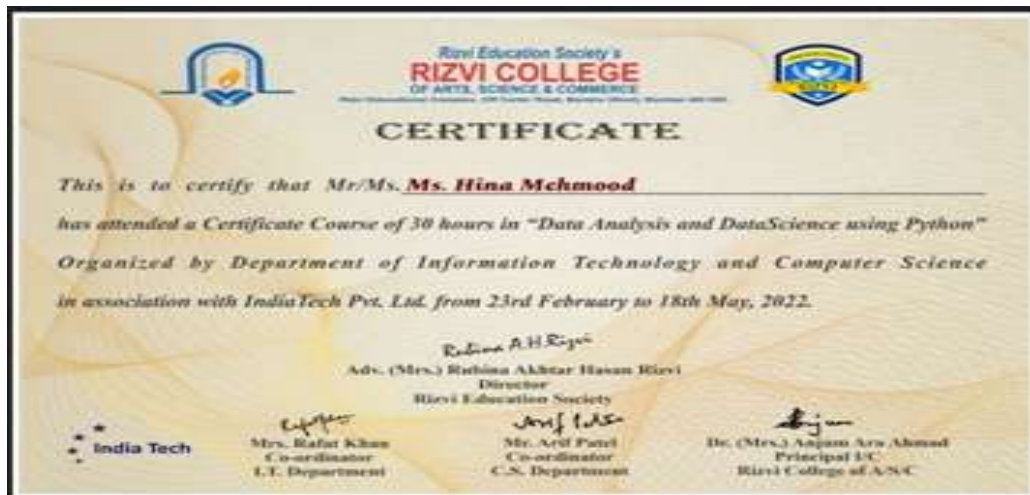 Rizvi Education Society's
RIZVI COLLEGE
OF ARTS, SCIENCE & COMMERCE
CERTIFICATE
This is to certify that Mr/Ms. Ms. Hina Mehmood
has attended a Certificate Course of 30 hours in "Data Analysis and DataScience using Python"
Organized by Department of Information Technology and Computer Science
in association with IndiaTech Pvt. Ltd. from 23rd February to 18th May, 2022.
Rubina A.H.Rizvi
Adv. (Mrs.) Rubina Akhtar Hasan Rizvi
Director
Rizvi Education Society
India Tech
Mrs. Rafat Khan
Co-ordinator
I.T. Department
Mr. Arif Patel
Co-ordinator
C.S. Department
Dr. (Mrs.) Anjum Ara Ahmad
Principal I/C
Rizvi College of A/S/C